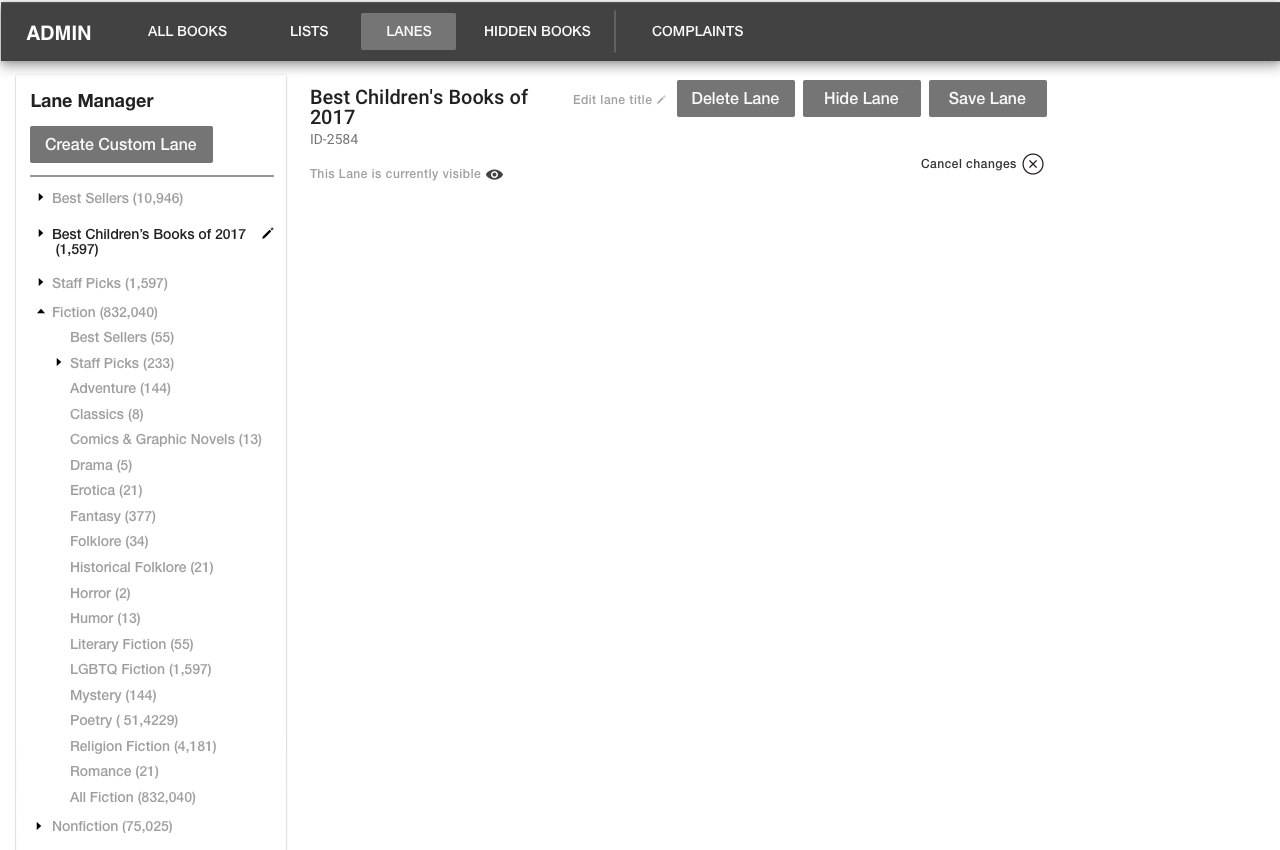 ADMIN ALL BOOKS LISTS LANES HIDDEN BOOKS COMPLAINTS
Lane Manager
Create Custom Lane
Best Sellers (10,946)
Best Children’s Books of 2017
(1,597)
Staff Picks (1,597)
Fiction (832,040)
Best Sellers (55)
Staff Picks (233)
Adventure (144)
Classics (8)
Comics & Graphic Novels (13)
Drama (5)
Erotica (21)
Fantasy (377)
Folklore (34)
Historical Folklore (21)
Horror (2)
Humor (13)
Literary Fiction (55)
LGBTQ Fiction (1,597)
Mystery (144)
Poetry ( 51,4229)
Religion Fiction (4,181)
Romance (21)
All Fiction (832,040)
Nonfiction (75,025)
Best Children's Books of
2017
ID-2584
This Lane is currently visible
Edit lane title
Delete Lane Hide Lane Save Lane
Cancel changes